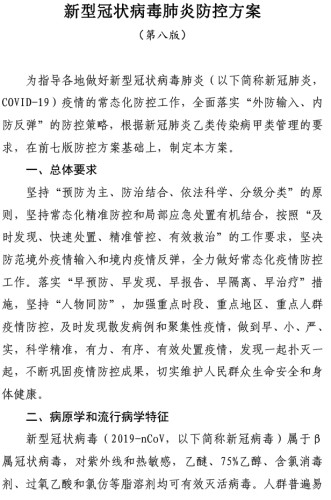 新型冠状病毒肺炎防控方案
（第八版）
为指导各地做好新型冠状病毒肺炎（以下简称新冠肺炎，
COVID-19）疫情的常态化防控工作，全面落实“外防输入、内
防反弹”的防控策略，根据新冠肺炎乙类传染病甲类管理的要
求，在前七版防控方案基础上，制定本方案。
一、总体要求
坚持“预防为主、防治结合、依法科学、分级分类”的原
则，坚持常态化精准防控和局部应急处置有机结合，按照“及
时发现、快速处置、精准管控、有效救治”的工作要求，坚决
防范境外疫情输入和境内疫情反弹，全力做好常态化疫情防控
工作。落实“早预防、早发现、早报告、早隔离、早治疗”措
施，坚持“人物同防”，加强重点时段、重点地区、重点人群
疫情防控，及时发现散发病例和聚集性疫情，做到早、小、严、
实，科学精准，有力、有序、有效处置疫情，发现一起扑灭一
起，不断巩固疫情防控成果，切实维护人民群众生命安全和身
体健康。
二、病原学和流行病学特征
新型冠状病毒（2019-nCoV，以下简称新冠病毒）属于 β
属冠状病毒，对紫外线和热敏感，乙醚、75%乙醇、含氯消毒
剂、过氧乙酸和氯仿等脂溶剂均可有效灭活病毒。人群普遍易